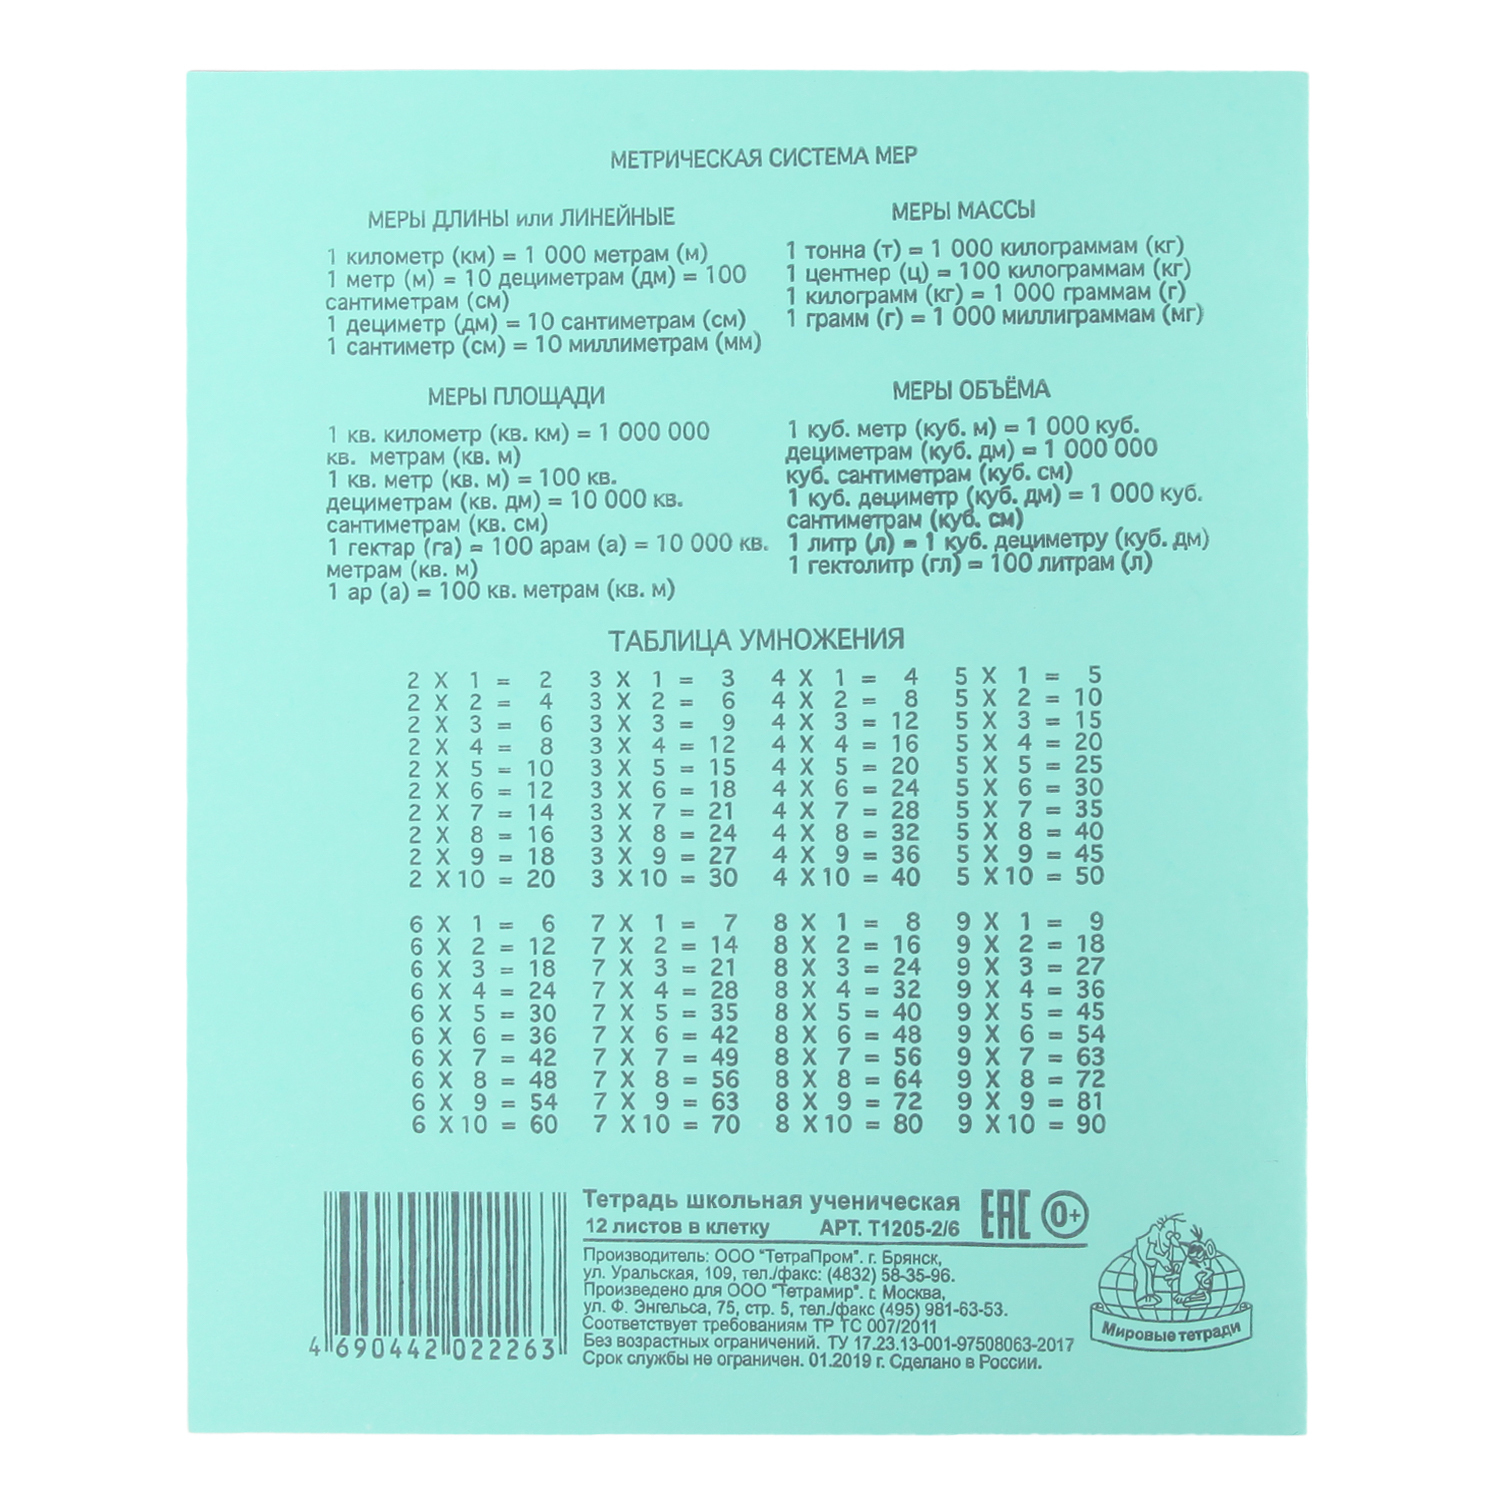 МЕТРИЧЕСКАЯ СИСТЕМА МЕР
МЕРЫ ДЛИНЫ или ЛИНЕЙНЫЕ
1 километр (км) = 1 000 метрам (м)
1 метр (м) = 10 дециметрам (дм) = 100
сантиметрам (см)
1 дециметр (дм) = 10 сантиметрам (см)
1 сантиметр (см) = 10 миллиметрам (мм)
МЕРЫ МАССЫ
1 тонна (т) = 1 000 килограммам (кг)
1 центнер (ц) = 100 килограммам (кг)
1 килограмм (кг) = 1 000 граммам (г)
1 грамм (г) = 1 000 миллиграммам (мг)
МЕРЫ ПЛОЩАДИ
1 кв. километр (кв. км) = 1 000 000
кв. метрам (кв. м)
1 кв. метр (кв. м) = 100 кв.
дециметрам (кв. дм) = 10 000 кв.
сантиметрам (кв. см)
1 гектар (га) = 100 арам (а) = 10 000 кв.
метрам (кв. м)
1 ар (а) = 100 кв. метрам (кв. м)
МЕРЫ ОБЪЁМА
1 куб. метр (куб. м) = 1 000 куб.
дециметрам (куб. дм) = 1 000 000
куб. сантиметрам (куб. см)
1 куб. дециметр (куб. дм) = 1 000 куб.
сантиметрам (куб. см)
1 литр (л) = 1 куб. дециметру (куб. дм)
1 гектолитр (гл) = 100 литрам (л)
ТАБЛИЦА УМНОЖЕНИЯ
2 X 1 = 2 3 X 1 = 3 4 X 1 = 4 5 X 1 = 5
2 X 2 = 4 3 X 2 = 6 4 X 2 = 8 5 X 2 = 10
2 X 3 = 6 3 X 3 = 9 4 X 3 = 12 5 X 3 = 15
2 X 4 = 8 3 X 4 = 12 4 X 4 = 16 5 X 4 = 20
2 X 5 = 10 3 X 5 = 15 4 X 5 = 20 5 X 5 = 25
2 X 6 = 12 3 X 6 = 18 4 X 6 = 24 5 X 6 = 30
2 X 7 = 14 3 X 7 = 21 4 X 7 = 28 5 X 7 = 35
2 X 8 = 16 3 X 8 = 24 4 X 8 = 32 5 X 8 = 40
2 X 9 = 18 3 X 9 = 27 4 X 9 = 36 5 X 9 = 45
2 X 10 = 20 3 X 10 = 30 4 X 10 = 40 5 X 10 = 50
6 X 1 = 6 7 X 1 = 7 8 X 1 = 8 9 X 1 = 9
6 X 2 = 12 7 X 2 = 14 8 X 2 = 16 9 X 2 = 18
6 X 3 = 18 7 X 3 = 21 8 X 3 = 24 9 X 3 = 27
6 X 4 = 24 7 X 4 = 28 8 X 4 = 32 9 X 4 = 36
6 X 5 = 30 7 X 5 = 35 8 X 5 = 40 9 X 5 = 45
6 X 6 = 36 7 X 6 = 42 8 X 6 = 48 9 X 6 = 54
6 X 7 = 42 7 X 7 = 49 8 X 7 = 56 9 X 7 = 63
6 X 8 = 48 7 X 8 = 56 8 X 8 = 64 9 X 8 = 72
6 X 9 = 54 7 X 9 = 63 8 X 9 = 72 9 X 9 = 81
6 X 10 = 60 7 X 10 = 70 8 X 10 = 80 9 X 10 = 90
4 690442 022263
Тетрадь школьная ученическая
12 листов в клетку АРТ. Т1205-2/6
ЕАС 0+
Производитель: ООО "ТетраПром". г. Брянск,
ул. Уральская, 109, тел./факс: (4832) 58-35-96.
Произведено для ООО "Тетрамир". г. Москва,
ул. Ф. Энгельса, 75, стр. 5, тел./факс (495) 981-63-53.
Соответствует требованиям ТР ТС 007/2011
Без возрастных ограничений. ТУ 17.23.13-001-97508063-2017
Срок службы не ограничен. 01.2019 г. Сделано в России.
Мировые тетради